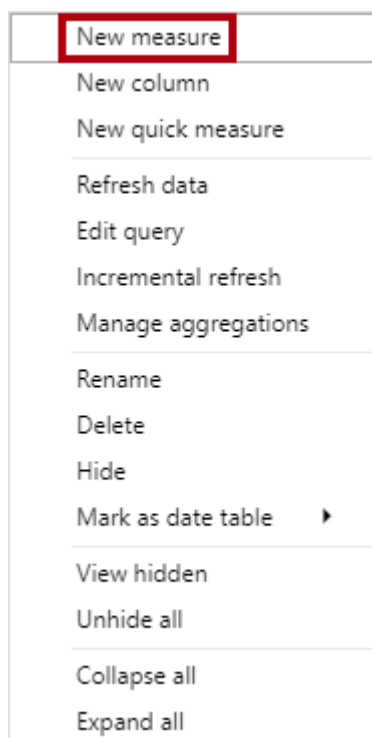 New measure
New column
New quick measure
Refresh data
Edit query
Incremental refresh
Manage aggregations
Rename
Delete
Hide
Mark as date table
View hidden
Unhide all
Collapse all
Expand all